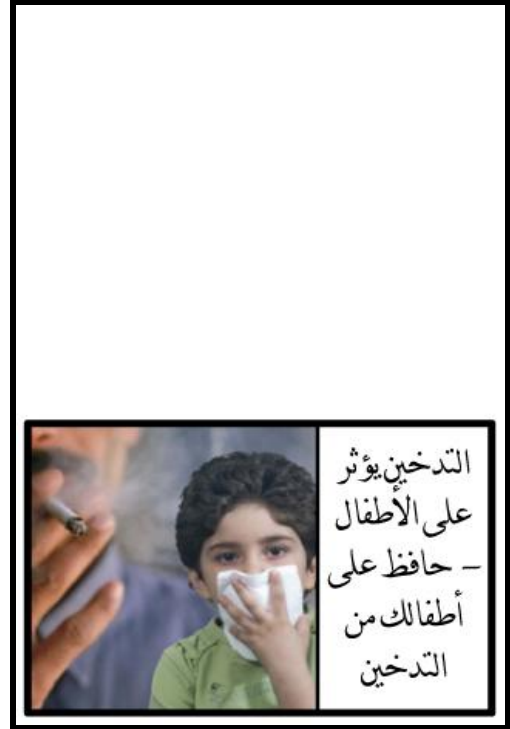 التدخين يؤثر
على الأطفال
– حافظ على
أطفالك من
التدخين